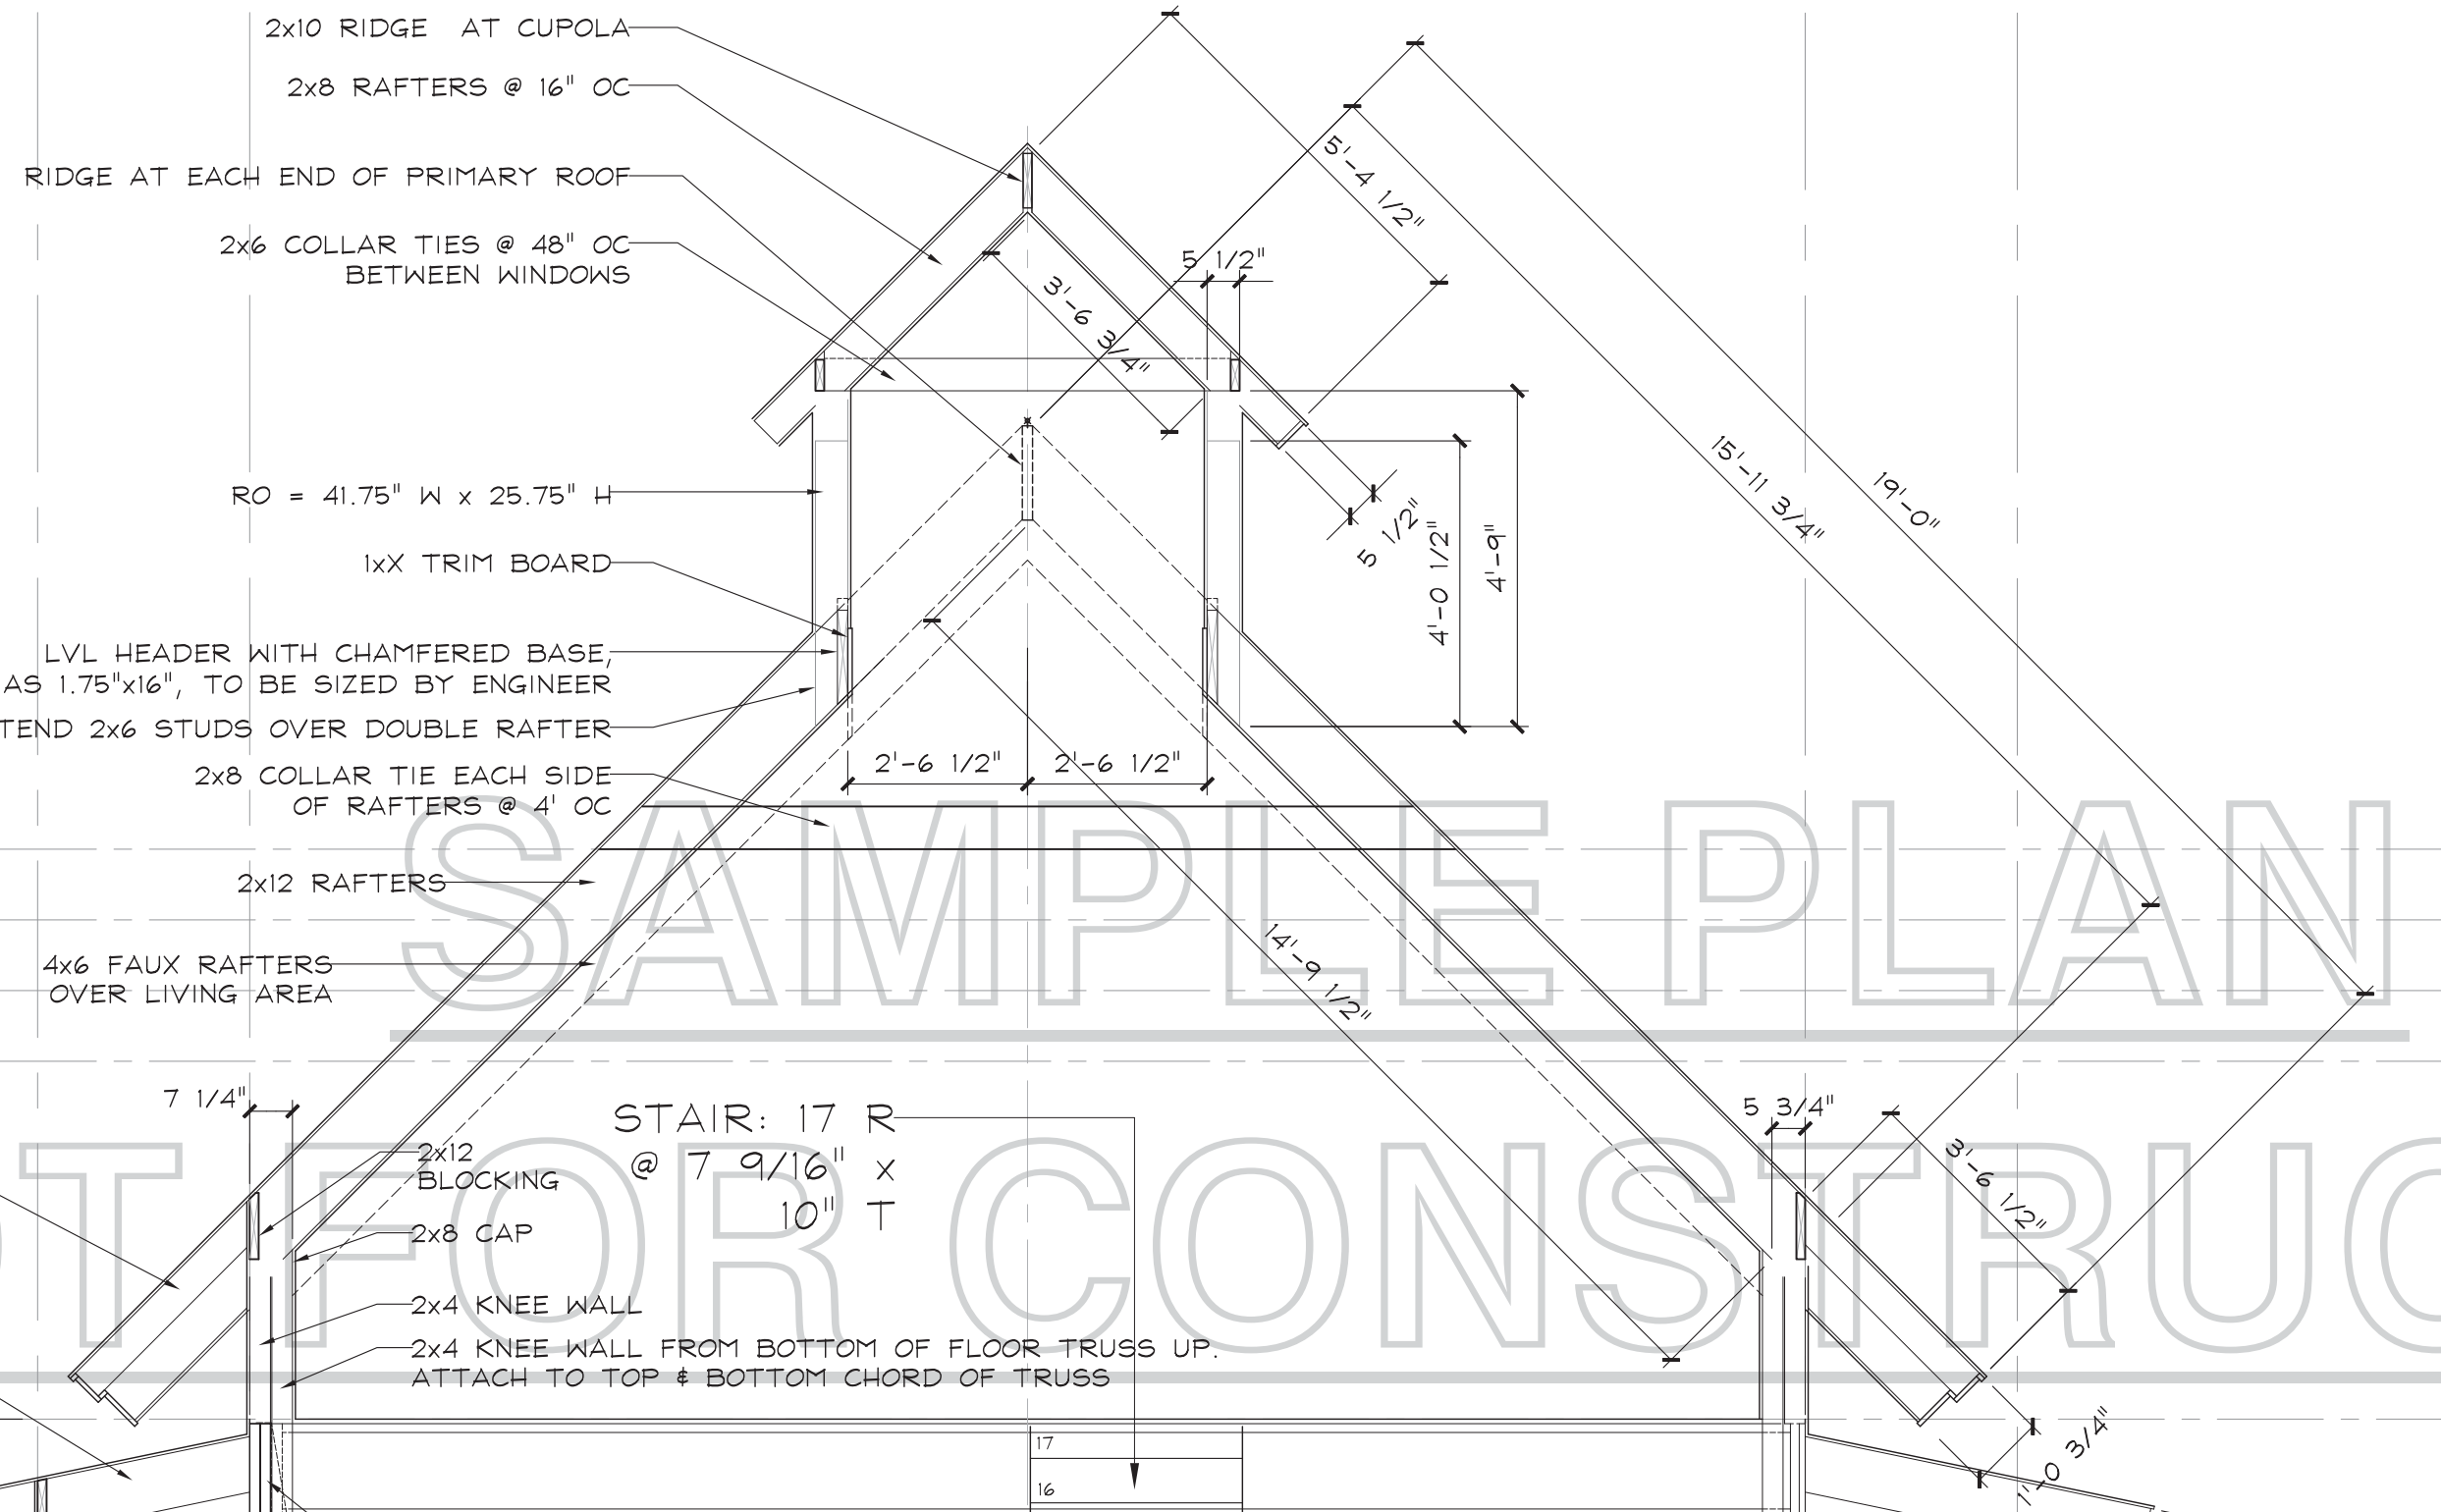 2x10 RIDGE AT CUPOLA
2x8 RAFTERS @ 16" OC
RIDGE AT EACH END OF PRIMARY ROOF
2x6 COLLAR TIES @ 48" OC
BETWEEN WINDOWS
5'-4 1/2"
5 1/2"
3'-6 3/4"
15'-11 3/4"
19'-0"
RO = 41.75" W x 25.75" H
5 1/2"
4'-0 1/2"
4'-9"
1xX TRIM BOARD
LVL HEADER WITH CHAMFERED BASE,
AS 1.75"x16", TO BE SIZED BY ENGINEER
TEND 2x6 STUDS OVER DOUBLE RAFTER
2x8 COLLAR TIE EACH SIDE
OF RAFTERS @ 4' OC
2'-6 1/2"
2'-6 1/2"
SAMPLE PLAN
2x12 RAFTERS
14'-9 1/2"
4x6 FAUX RAFTERS
OVER LIVING AREA
7 1/4"
STAIR: 17 R
@ 7 9/16" x
10" T
5 3/4"
3'-6 1/2"
2x12
BLOCKING
T FOR CONSTRUC
2x8 CAP
2x4 KNEE WALL
2x4 KNEE WALL FROM BOTTOM OF FLOOR TRUSS UP.
ATTACH TO TOP & BOTTOM CHORD OF TRUSS
1'-0 3/4"
17
16